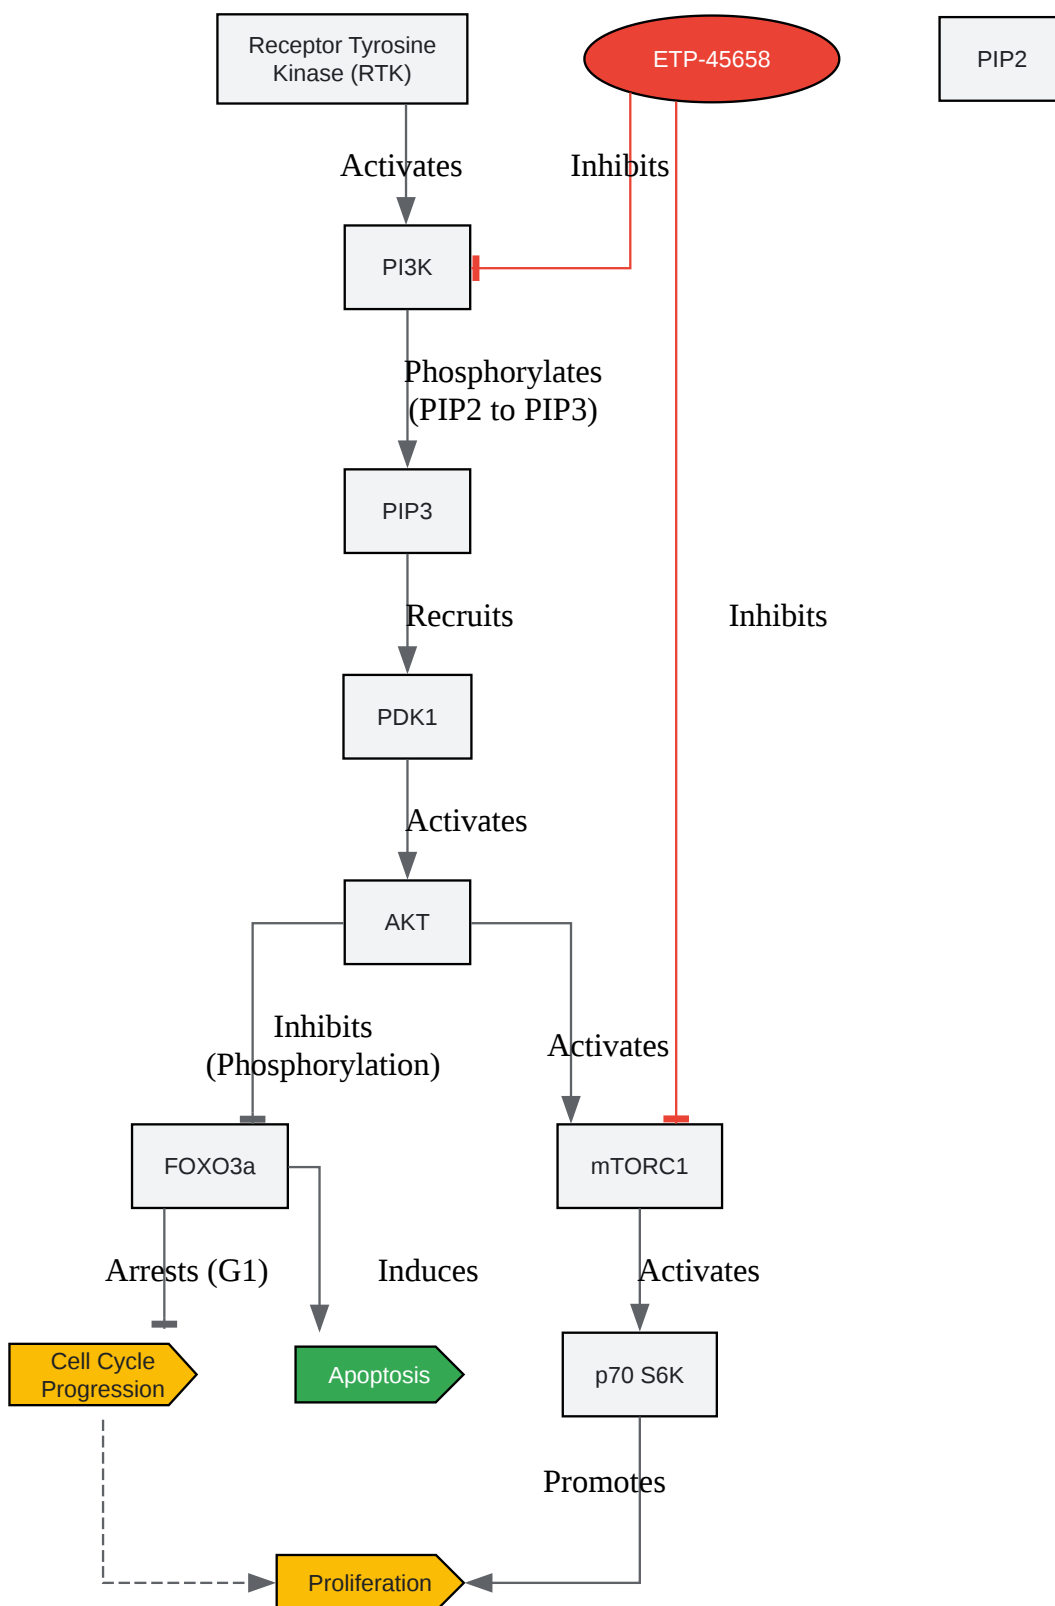 Receptor Tyrosine
Kinase (RTK)
ETP-45658
PIP2
Activates
Inhibits
PI3K
Phosphorylates
(PIP2 to PIP3)
PIP3
Recruits
Inhibits
PDK1
Activates
AKT
Inhibits
(Phosphorylation)
Activates
FOXO3a
mTORC1
Arrests (G1)
Induces
Activates
Cell Cycle
Progression
Apoptosis
p70 S6K
Promotes
Proliferation